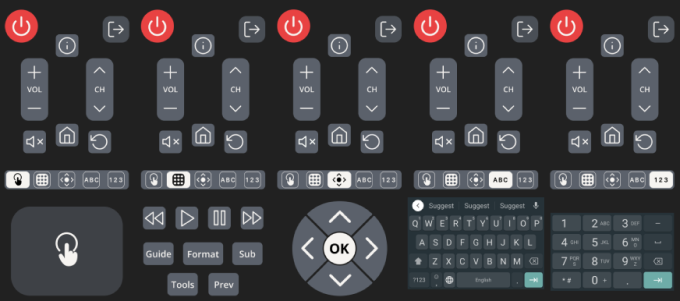 VOL CH VOL CH VOL CH VOL CH VOL CH
ABC 123 ABC 123 ABC 123 ABC 123 ABC 123
Suggest Suggest Suggest
Q W E R T Y U I O P
1 2 ABC 3 DEF -
Guide Format Sub
OK
A S D F G H J K L
4 GHI 5 JKL 6 MNO
Z X C V B N M
7 PQRS 8 TUV 9 WXYZ
Tools Prev
?123 , English .
* # 0 + .